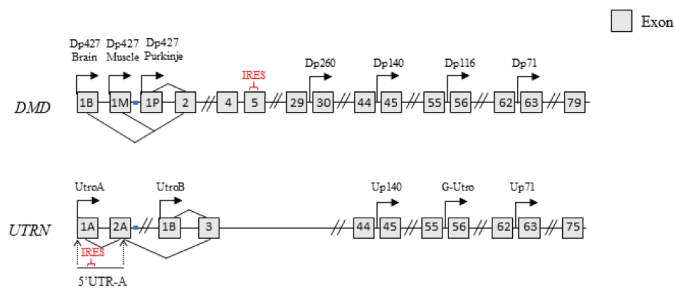 Exon
Dp427 Dp427 Dp427
Brain Muscle Purkinje
Dp260 Dp140 Dp116 Dp71
IRES
DMD 1B 1M 1P 2 // 4 5 // 29 30 // 44 45 // 55 56 // 62 63 // 79
UtroA UtroB Up140 G-Utro Up71
UTRN 1A 2A // 1B 3 // 44 45 // 55 56 // 62 63 // 75
IRES
5'UTR-A